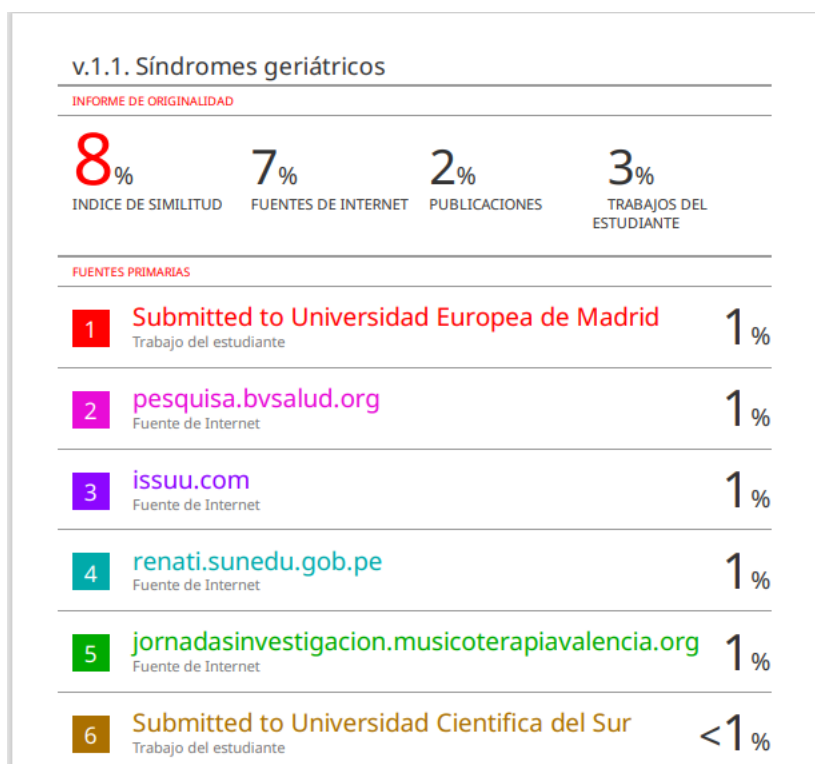 v.1.1. Síndromes geriátricos
INFORME DE ORIGINALIDAD
8%
7%
2%
3%
INDICE DE SIMILITUD
FUENTES DE INTERNET
PUBLICACIONES
TRABAJOS DEL
ESTUDIANTE
FUENTES PRIMARIAS
1 Submitted to Universidad Europea de Madrid 1%
Trabajo del estudiante
2 pesquisa.bvsalud.org 1%
Fuente de Internet
3 issuu.com 1%
Fuente de Internet
4 renati.sunedu.gob.pe 1%
Fuente de Internet
5 jornadasinvestigacion.musicoterapiavalencia.org 1%
Fuente de Internet
6 Submitted to Universidad Cientifica del Sur <1%
Trabajo del estudiante